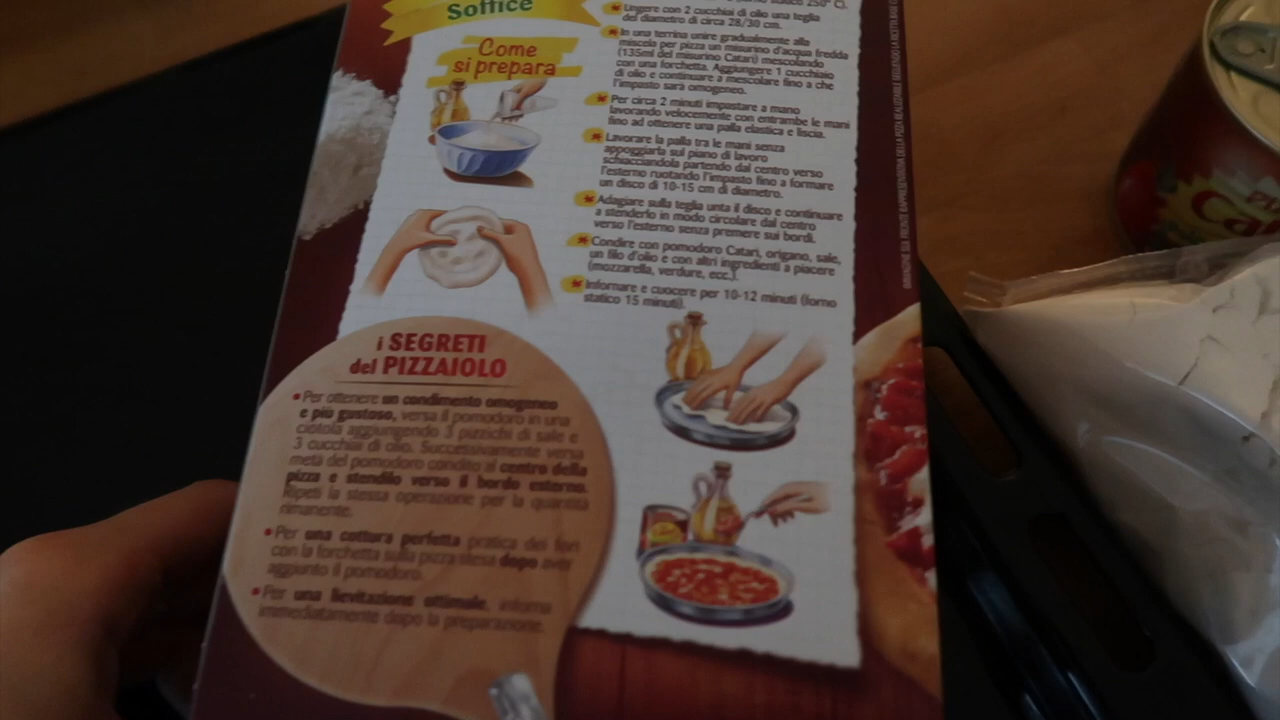 Soffice
Come
si prepara
(forno statico 250° C).
Ungere con 2 cucchiai di olio una teglia
del diametro di circa 28/30 cm.
In una terrina unire gradualmente alla
miscela per pizza un misurino d'acqua fredda
(135ml del misurino Catarì) mescolando
con una forchetta. Aggiungere 1 cucchiaio
di olio e continuare a mescolare fino a che
l'impasto sarà omogeneo.
Per circa 2 minuti impastare a mano
lavorando velocemente con entrambe le mani
fino ad ottenere una palla elastica e liscia.
Lavorare la palla tra le mani senza
appoggiarla sul piano di lavoro
schiacciandola partendo dal centro verso
l'esterno ruotando l'impasto fino a formare
un disco di 10-15 cm di diametro.
Adagiare sulla teglia unta il disco e continuare
a stenderlo in modo circolare dal centro
verso l'esterno senza premere sui bordi.
Condire con pomodoro Catarì, origano, sale,
un filo d'olio e con altri ingredienti a piacere
(mozzarella, verdure, ecc.).
Infornare e cuocere per 10-12 minuti (forno
statico 15 minuti).
i SEGRETI
del PIZZAIOLO
Per ottenere un condimento omogeneo
e più gustoso, versa il pomodoro in una
ciotola aggiungendo 3 pizzichi di sale e
3 cucchiai di olio. Successivamente versa
metà del pomodoro condito al centro della
pizza e stendilo verso il bordo esterno.
Ripeti la stessa operazione per la quantità
rimanente.
Per una cottura perfetta pratica dei fori
con la forchetta sulla pizza stesa dopo aver
aggiunto il pomodoro.
Per una lievitazione ottimale, inforna
immediatamente dopo la preparazione.
Ca